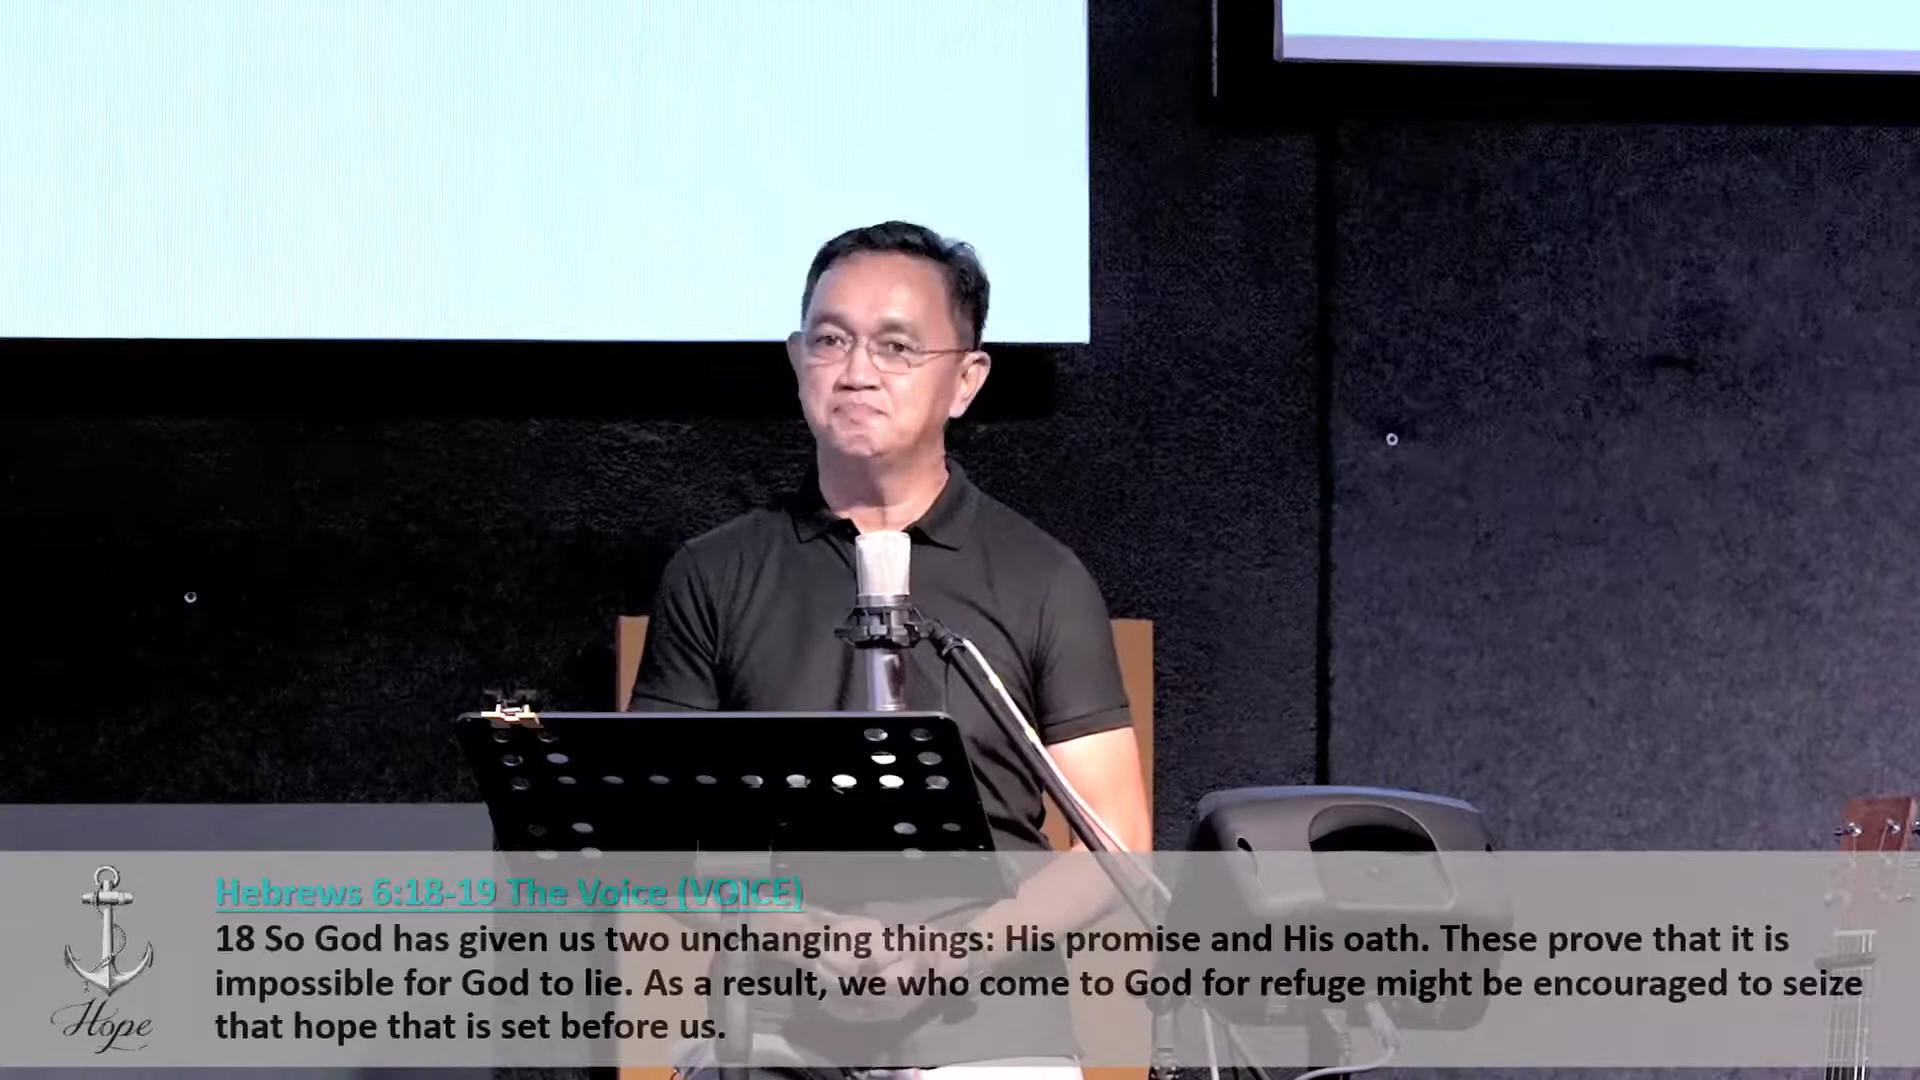 Hebrews 6:18-19 The Voice (VOICE)
18 So God has given us two unchanging things: His promise and His oath. These prove that it is
impossible for God to lie. As a result, we who come to God for refuge might be encouraged to seize
that hope that is set before us.
Hope